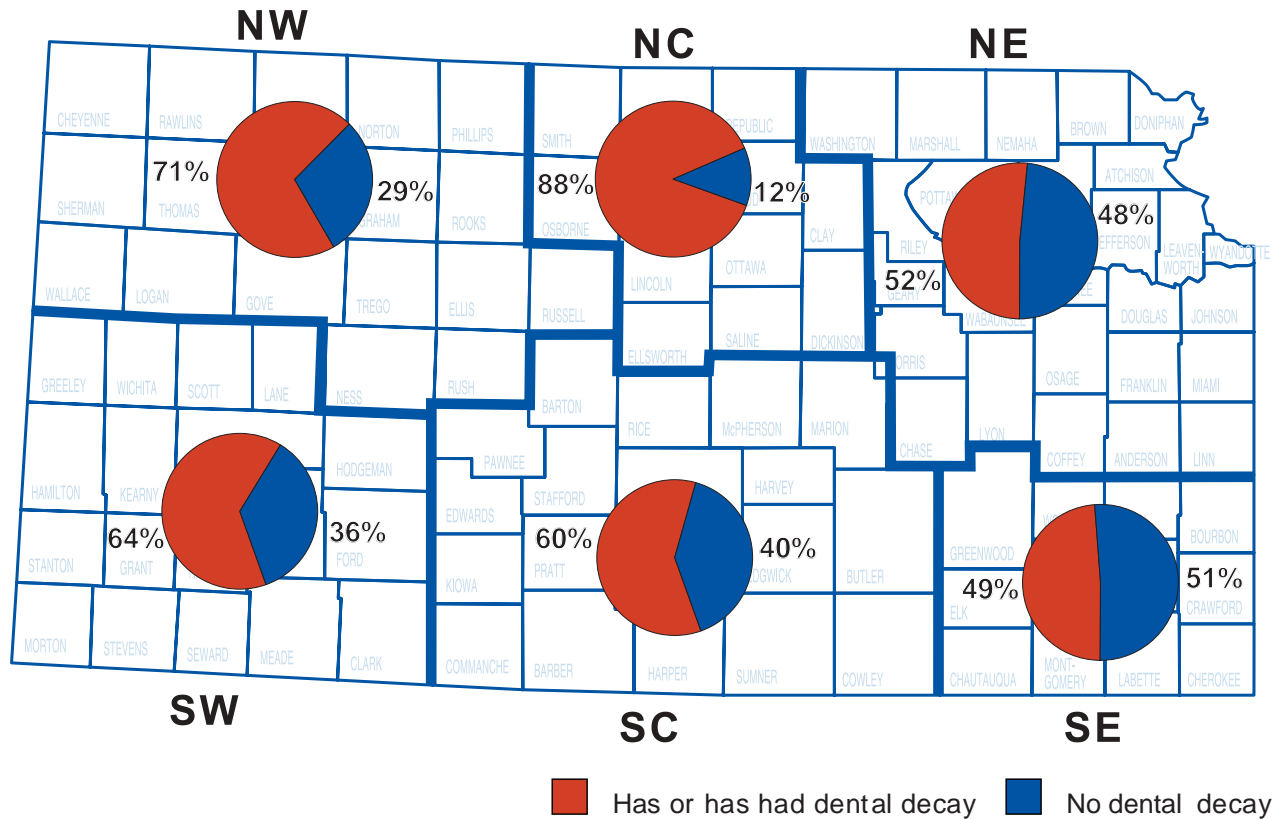 NW
NC
NE
CHEYENNE
RAWLINS
NORTON
PHILLIPS
SMITH
REPUBLIC
WASHINGTON
MARSHALL
NEMAHA
BROWN
DONIPHAN
71%
29%
88%
12%
48%
ATCHISON
SHERMAN
THOMAS
GRAHAM
ROOKS
OSBORNE
CLAY
RILEY
EFFERSON
LEAVEN
WORTH
WYANDOTTE
52%
GEARY
WALLACE
LOGAN
GOVE
TREGO
ELLIS
RUSSELL
LINCOLN
OTTAWA
SALINE
DICKINSON
ELLSWORTH
WABAUNSEE
DOUGLAS
JOHNSON
GREELEY
WICHITA
SCOTT
LANE
NESS
RUSH
BARTON
RICE
McPHERSON
MARION
ORRIS
CHASE
LYON
OSAGE
FRANKLIN
MIAMI
COFFEY
ANDERSON
LINN
HAMILTON
KEARNY
HODGEMAN
PAWNEE
STAFFORD
EDWARDS
HARVEY
64%
36%
60%
40%
49%
51%
STANTON
GRANT
FORD
KIOWA
PRATT
DGWICK
BUTLER
GREENWOOD
ELK
BOURBON
CRAWFORD
MORTON
STEVENS
SEWARD
MEADE
CLARK
COMMANCHE
BARBER
HARPER
SUMNER
COWLEY
CHAUTAUQUA
MONT-
GOMERY
LABETTE
CHEROKEE
SW
SC
SE
Has or has had dental decay
No dental decay